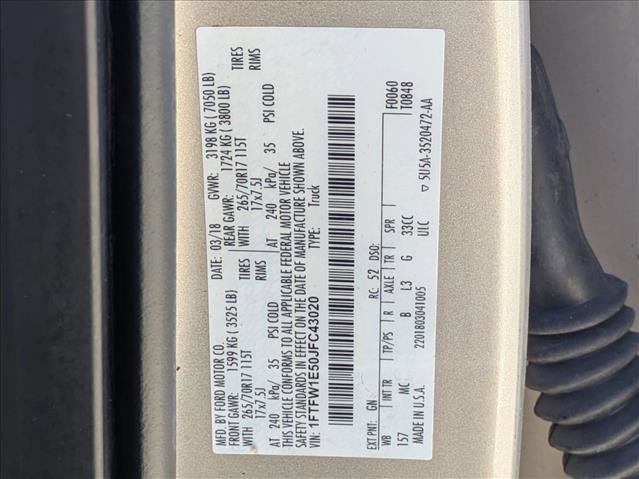 MFD. BY FORD MOTOR CO.
DATE: 03/18 GVWR: 3198 KG ( 7050 LB)
FRONT GAWR: 1599 KG ( 3525 LB) REAR GAWR: 1724 KG ( 3800 LB)
WITH 265/70R17 115T TIRES WITH 265/70R17 115T TIRES
17x7.5J RIMS 17x7.5J RIMS
AT 240 kPa/ 35 PSI COLD AT 240 kPa/ 35 PSI COLD
THIS VEHICLE CONFORMS TO ALL APPLICABLE FEDERAL MOTOR VEHICLE
SAFETY STANDARDS IN EFFECT ON THE DATE OF MANUFACTURE SHOWN ABOVE.
VIN: 1FTFW1E50JFC43020 TYPE: Truck
F0060
T0848
EXT PNT: GN RC: 52 DSO:
WB INT TR TP/PS R AXLE TR SPR
157 MC B L3 G 33CC
UIC
MADE IN U.S.A. 2201803041005 5U5A-3520472-AA